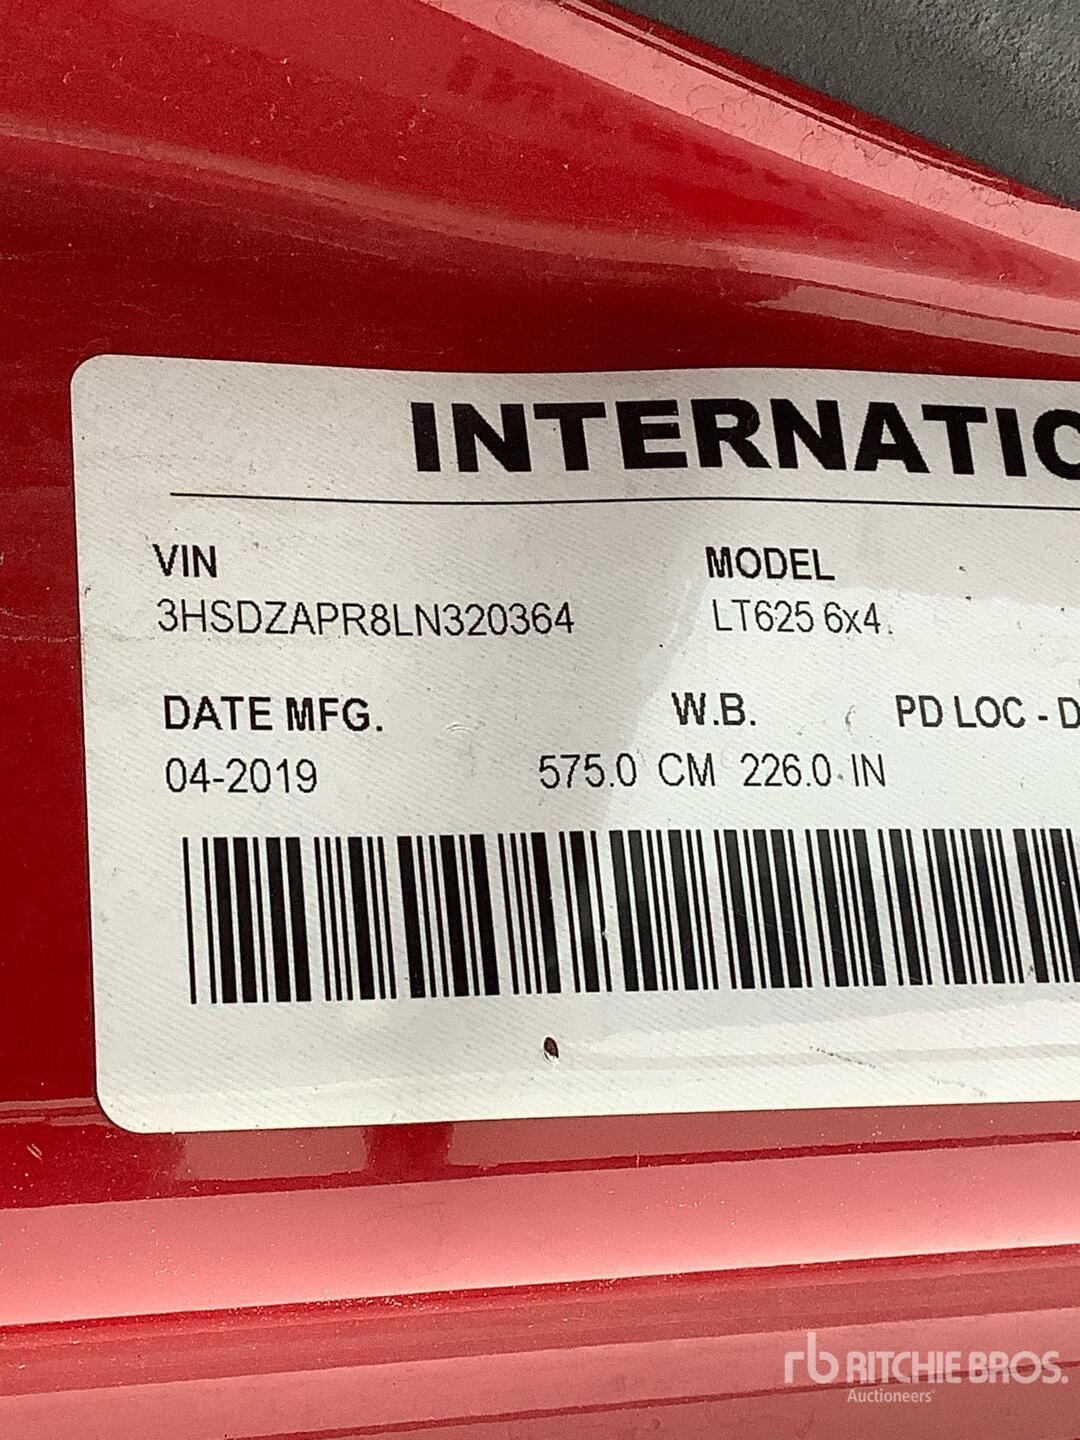 INTERNATIO
VIN
MODEL
3HSDZAPR8LN320364
LT625 6x4
DATE MFG.
W.B.
PD LOC - D
04-2019
575.0 CM 226.0 IN
rb RITCHIE BROS.
Auctioneers